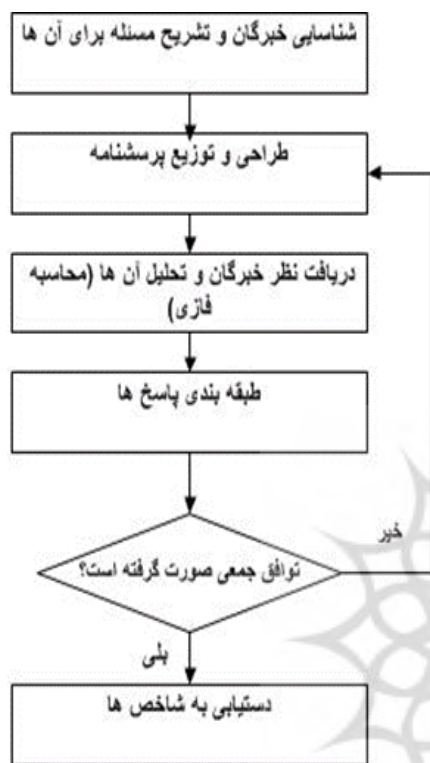 شناسایی خبرگان و تشریح مسئله برای آن ها
طراحی و توزیع پرسشنامه
دریافت نظر خبرگان و تحلیل آن ها (محاسبه
فازی)
طبقه بندی پاسخ ها
توافق جمعی صورت گرفته است؟
خیر
بلی
دستیابی به شاخص ها